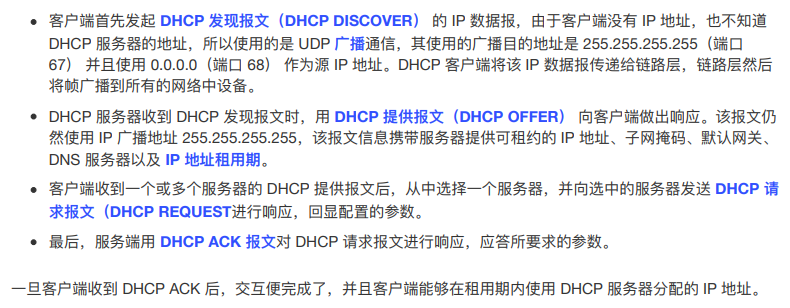 客户端首先发起 DHCP 发现报文（DHCP DISCOVER） 的 IP 数据报，由于客户端没有 IP 地址，也不知道
DHCP 服务器的地址，所以使用的是 UDP 广播通信，其使用的广播目的地址是 255.255.255.255（端口
67） 并且使用 0.0.0.0（端口 68） 作为源 IP 地址。DHCP 客户端将该 IP 数据报传递给链路层，链路层然后
将帧广播到所有的网络中设备。
DHCP 服务器收到 DHCP 发现报文时，用 DHCP 提供报文（DHCP OFFER） 向客户端做出响应。该报文仍
然使用 IP 广播地址 255.255.255.255，该报文信息携带服务器提供可租约的 IP 地址、子网掩码、默认网关、
DNS 服务器以及 IP 地址租用期。
客户端收到一个或多个服务器的 DHCP 提供报文后，从中选择一个服务器，并向选中的服务器发送 DHCP 请
求报文（DHCP REQUEST进行响应，回显配置的参数。
最后，服务端用 DHCP ACK 报文对 DHCP 请求报文进行响应，应答所要求的参数。
一旦客户端收到 DHCP ACK 后，交互便完成了，并且客户端能够在租用期内使用 DHCP 服务器分配的 IP 地址。